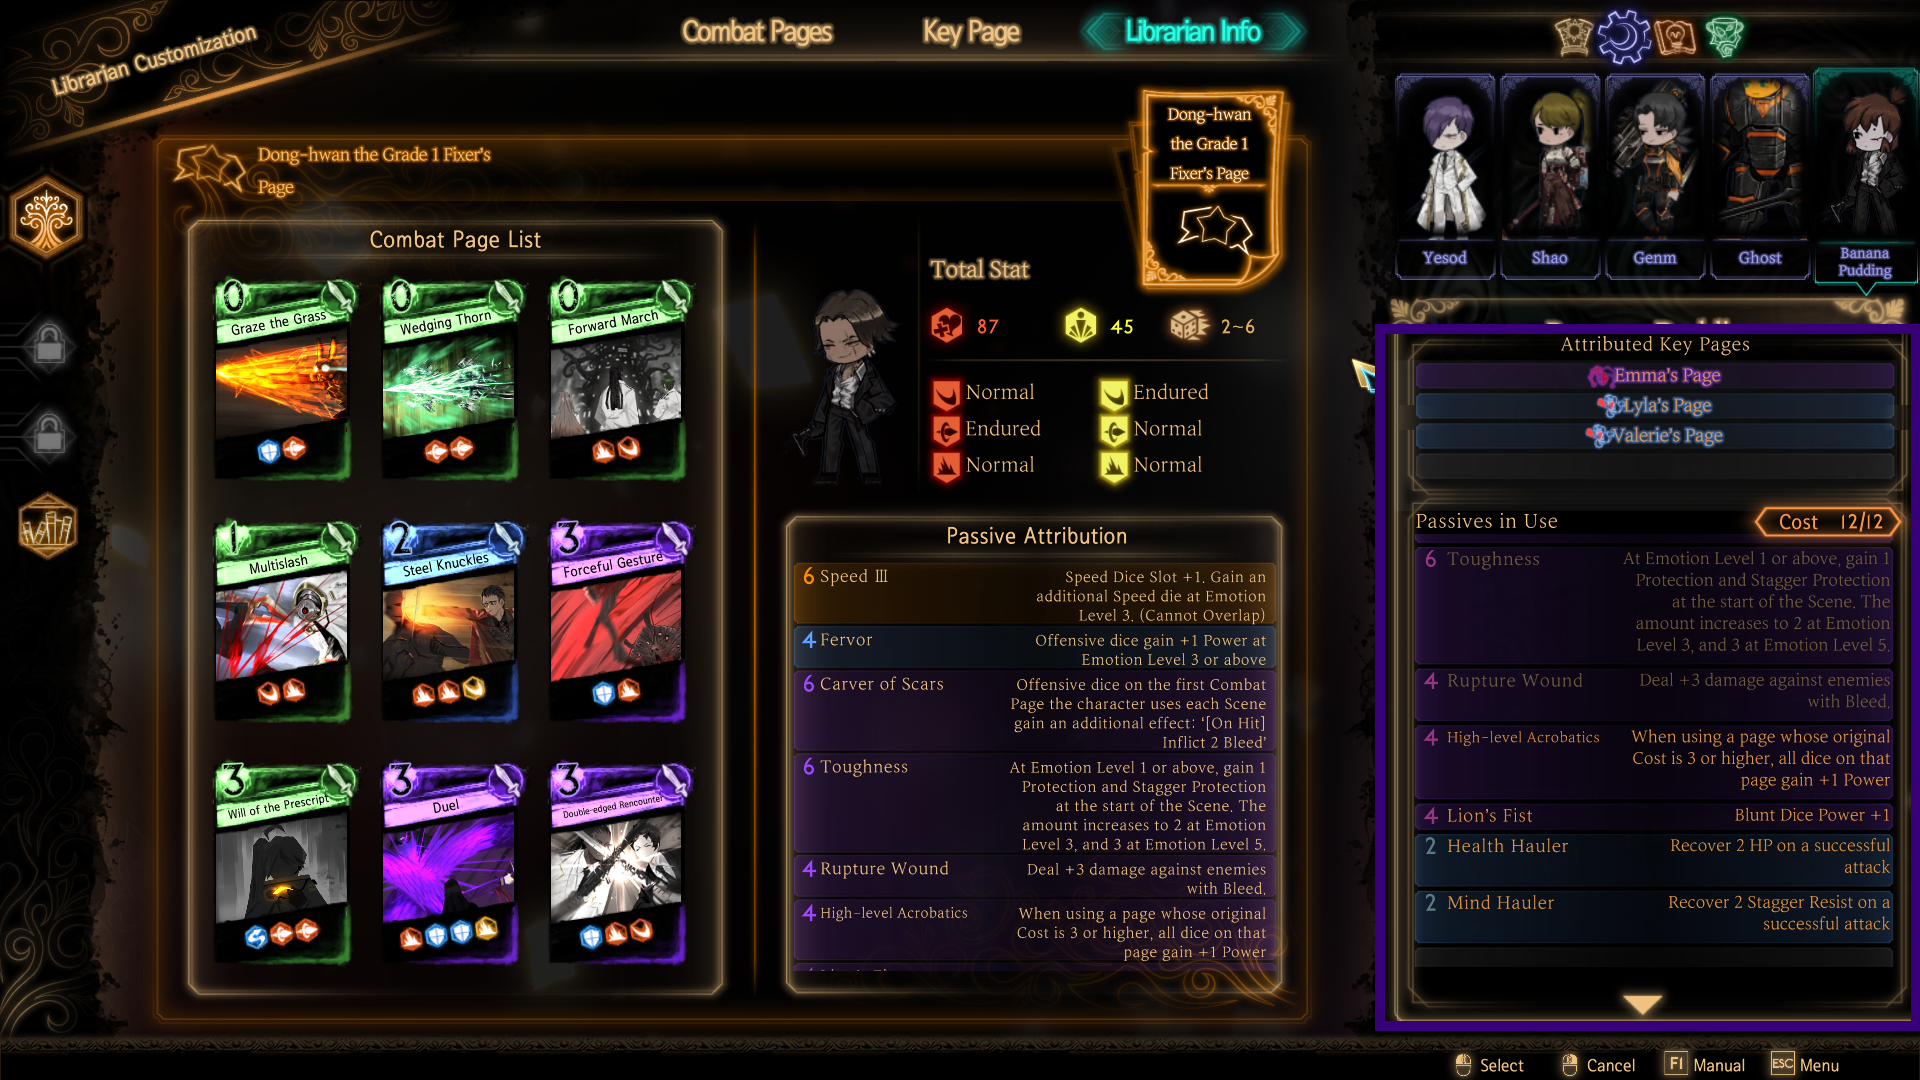 Librarian Customization
Combat Pages
Key Page
Librarian Info
Dong-hwan the Grade 1 Fixer's
Page
Dong-hwan
the Grade 1
Fixer's Page
Combat Page List
0
Graze the Grass
0
Wedging Thorn
0
Forward March
1
Multislash
2
Steel Knuckles
3
Forceful Gesture
3
Will of the Prescript
3
Duel
3
Double-edged Rencounter
Total Stat
87
45
2~6
Normal
Endured
Endured
Normal
Normal
Normal
Passive Attribution
6 Speed III
Speed Dice Slot +1. Gain an
additional Speed die at Emotion
Level 3. (Cannot Overlap)
4 Fervor
Offensive dice gain +1 Power at
Emotion Level 3 or above
6 Carver of Scars
Offensive dice on the first Combat
Page the character uses each Scene
gain an additional effect: '[On Hit]
Inflict 2 Bleed'
6 Toughness
At Emotion Level 1 or above, gain 1
Protection and Stagger Protection
at the start of the Scene. The
amount increases to 2 at Emotion
Level 3, and 3 at Emotion Level 5.
4 Rupture Wound
Deal +3 damage against enemies
with Bleed.
4 High-level Acrobatics
When using a page whose original
Cost is 3 or higher, all dice on that
page gain +1 Power
Yesod
Shao
Genm
Ghost
Banana
Pudding
Attributed Key Pages
Emma's Page
Lyla's Page
Valerie's Page
Passives in Use
Cost 12/12
6 Toughness
At Emotion Level 1 or above, gain 1
Protection and Stagger Protection
at the start of the Scene. The
amount increases to 2 at Emotion
Level 3, and 3 at Emotion Level 5.
4 Rupture Wound
Deal +3 damage against enemies
with Bleed.
4 High-level Acrobatics
When using a page whose original
Cost is 3 or higher, all dice on that
page gain +1 Power
4 Lion's Fist
Blunt Dice Power +1
2 Health Hauler
Recover 2 HP on a successful
attack
2 Mind Hauler
Recover 2 Stagger Resist on a
successful attack
Select
Cancel
F1 Manual
ESC Menu